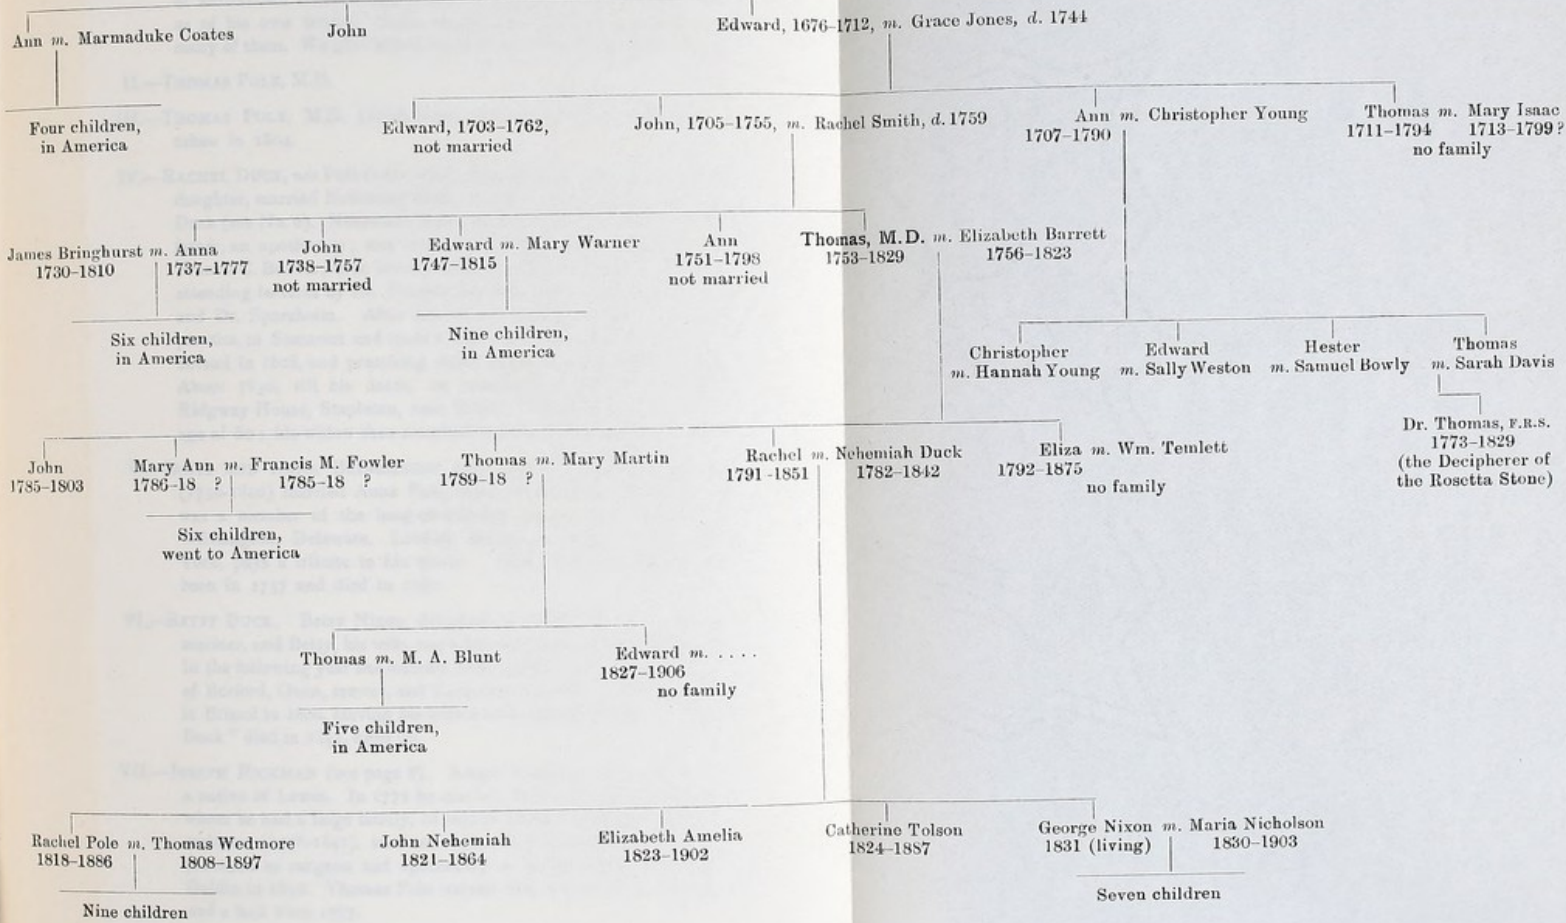 Ann m. Marmaduke Coates
John
Edward, 1676–1712, m. Grace Jones, d. 1744
Four children,
in America
Edward, 1703–1762,
not married
John, 1705–1755, m. Rachel Smith, d. 1759
Ann m. Christopher Young
1707–1790
Thomas m. Mary Isaac
1711–1794 1713–1799?
no family
James Bringhurst m. Anna
1730–1810 1737–1777
John
1738–1757
not married
Edward m. Mary Warner
1747–1815
Ann
1751–1798
not married
Thomas, M.D. m. Elizabeth Barrett
1753–1829 1756–1823
Six children,
in America
Nine children,
in America
Christopher
m. Hannah Young
Edward
m. Sally Weston
Hester
m. Samuel Bowly
Thomas
m. Sarah Davis
Dr. Thomas, F.R.S.
1773–1829
(the Decipherer of
the Rosetta Stone)
John
1785–1803
Mary Ann m. Francis M. Fowler
1786–18 ? 1785–18 ?
Thomas m. Mary Martin
1789–18 ?
Rachel m. Nehemiah Duck
1791–1851 1782–1842
Eliza m. Wm. Temlett
1792–1875
no family
Six children,
went to America
Thomas m. M. A. Blunt
Edward m. . . . .
1827–1906
no family
Five children,
in America
Rachel Pole m. Thomas Wedmore
1818–1886 1808–1897
John Nehemiah
1821–1864
Elizabeth Amelia
1823–1902
Catherine Tolson
1824–1887
George Nixon m. Maria Nicholson
1831 (living) 1830–1903
Nine children
Seven children